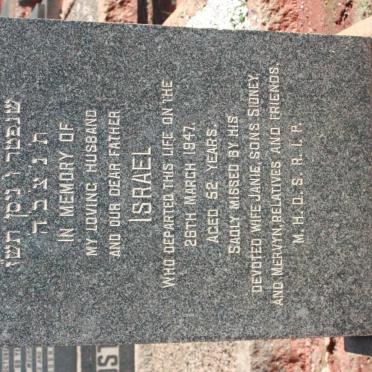 שנפטר ו ניסן תש״ז
ת נ צ ב ה
IN MEMORY OF
MY LOVING HUSBAND
AND OUR DEAR FATHER
ISRAEL
WHO DEPARTED THIS LIFE ON THE
28TH MARCH 1947.
AGED 52 YEARS.
SADLY MISSED BY HIS
DEVOTED WIFE JANIE, SONS SIDNEY,
AND MERVYN, RELATIVES AND FRIENDS.
M. H. D. S. R. I. P.